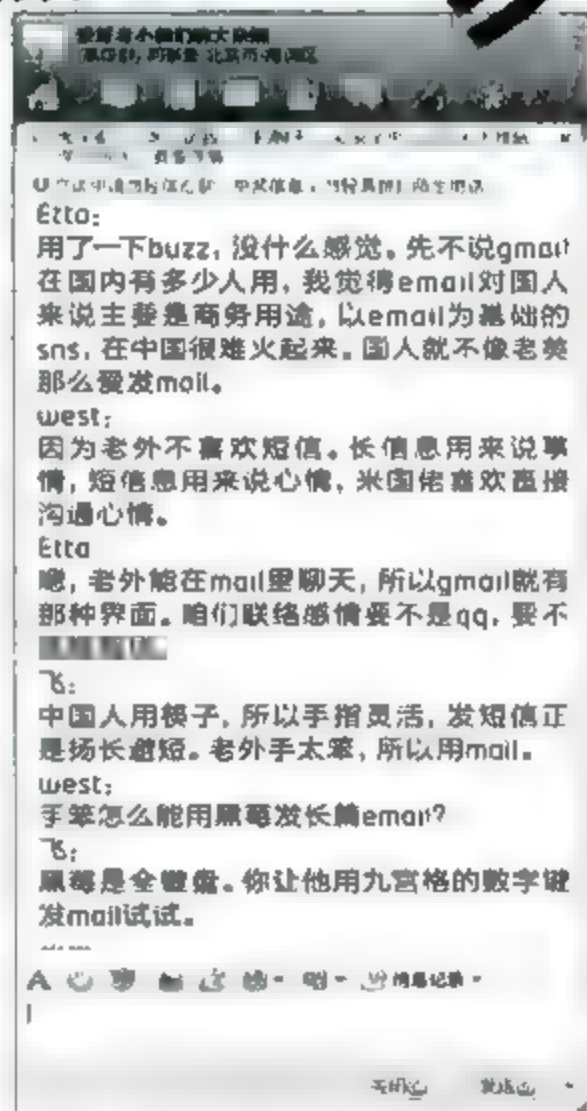 Etta:
用了一下buzz，没什么感觉。先不说gmail
在国内有多少人用，我觉得email对国人
来说主要是商务用途，以email为基础的
sns，在中国很难火起来。国人就不像老美
那么爱发mail。
west:
因为老外不喜欢短信。长信息用来说事
情，短信息用来说心情，米国佬喜欢直接
沟通心情。
Etta
嗯，老外能在mail里聊天，所以gmail就有
那种界面。咱们联络感情要不是qq，要不
飞:
中国人用筷子，所以手指灵活，发短信正
是扬长避短。老外手太笨，所以用mail。
west:
手笨怎么能用黑莓发长篇email?
飞:
黑莓是全键盘。你让他用九宫格的数字键
发mail试试。
A 消息记录